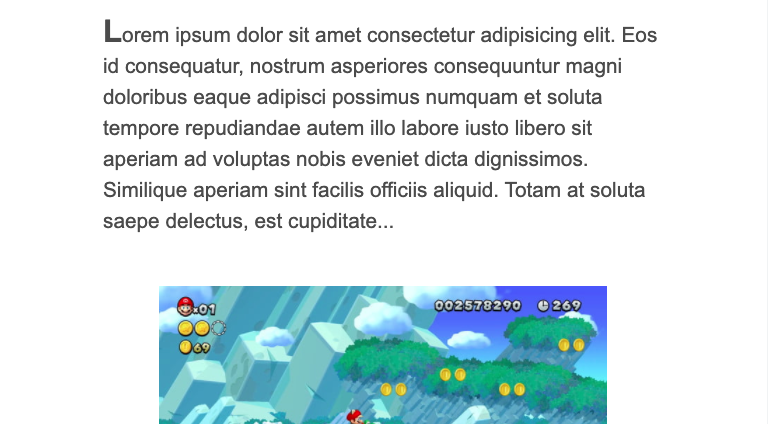 Lorem ipsum dolor sit amet consectetur adipisicing elit. Eos
id consequatur, nostrum asperiores consequuntur magni
doloribus eaque adipisci possimus numquam et soluta
tempore repudiandae autem illo labore iusto libero sit
aperiam ad voluptas nobis eveniet dicta dignissimos.
Similique aperiam sint facilis officiis aliquid. Totam at soluta
saepe delectus, est cupiditate...
x01 002578290 269
69